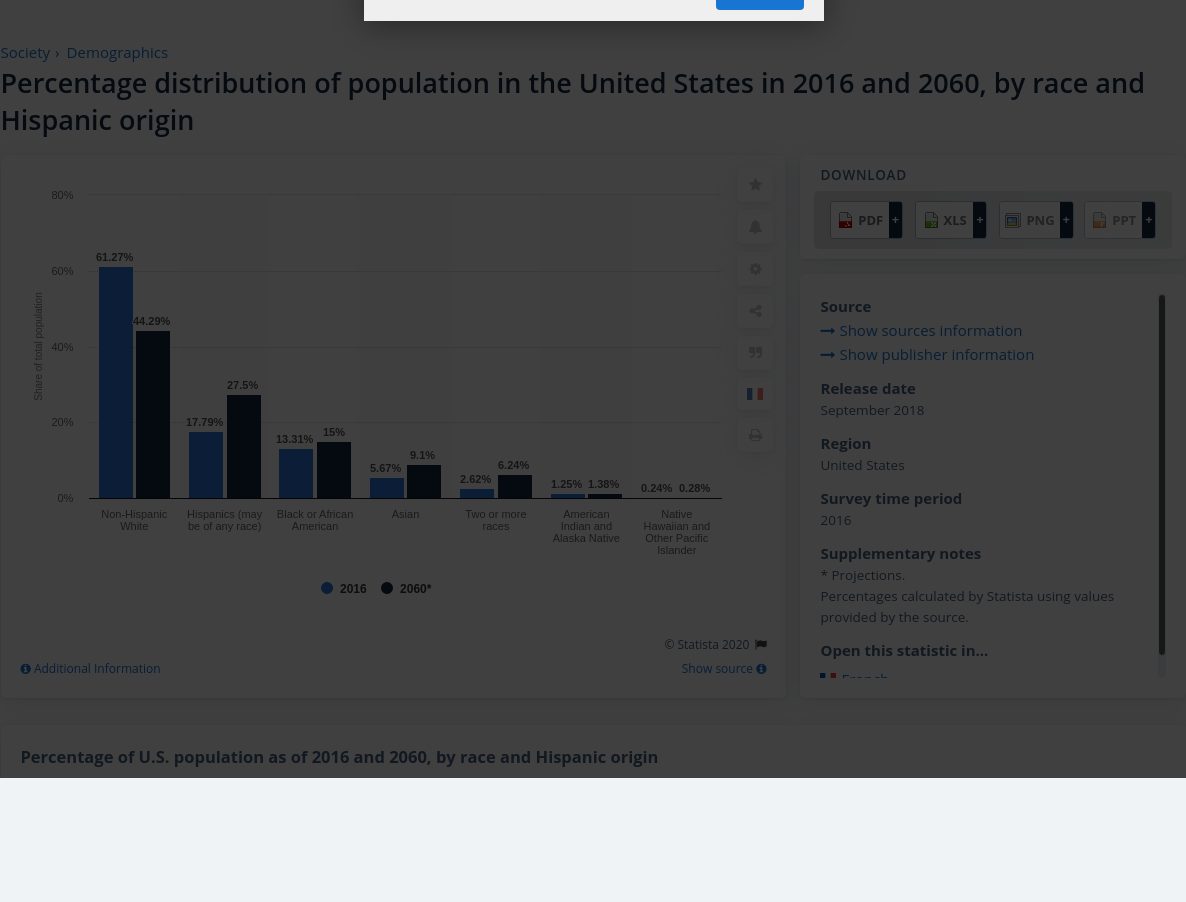 Society › Demographics
Percentage distribution of population in the United States in 2016 and 2060, by race and
Hispanic origin
80%
60%
40%
20%
0%
Share of total population
61.27%
44.29%
17.79%
27.5%
13.31%
15%
5.67%
9.1%
2.62%
6.24%
1.25%
1.38%
0.24%
0.28%
Non-Hispanic
White
Hispanics (may
be of any race)
Black or African
American
Asian
Two or more
races
American
Indian and
Alaska Native
Native
Hawaiian and
Other Pacific
Islander
2016
2060*
© Statista 2020
Additional Information
Show source
DOWNLOAD
PDF +
XLS +
PNG +
PPT +
Source
Show sources information
Show publisher information
Release date
September 2018
Region
United States
Survey time period
2016
Supplementary notes
* Projections.
Percentages calculated by Statista using values
provided by the source.
Open this statistic in...
French
Percentage of U.S. population as of 2016 and 2060, by race and Hispanic origin